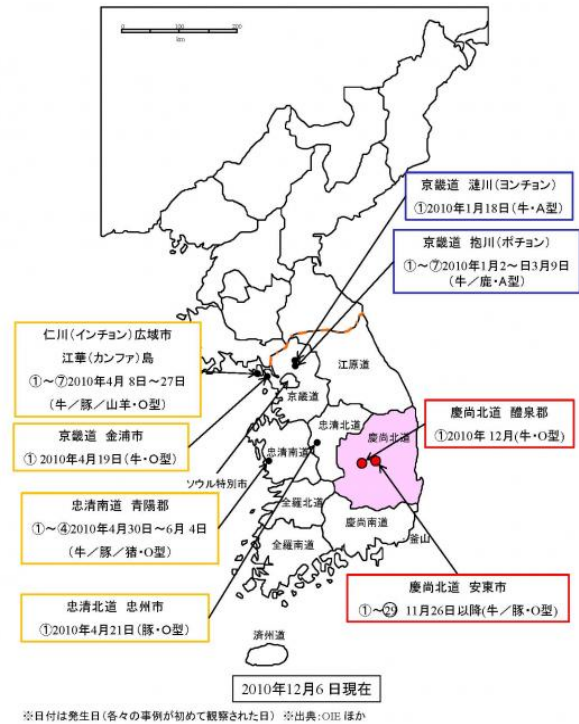 0 100 200
km
京畿道 漣川(ヨンチョン)
①2010年1月18日(牛・A型)
京畿道 抱川(ポチョン)
①~⑦2010年1月2~日3月9日
(牛/鹿・A型)
仁川(インチョン)広域市
江華(カンファ)島
①~⑦2010年4月 8日~27日
(牛/豚/山羊・O型)
京畿道 金浦市
① 2010年4月19日(牛・O型)
忠清南道 青陽郡
①~④2010年4月30日~6月 4日
(牛/豚/猪・O型)
忠清北道 忠州市
①2010年4月21日(豚・O型)
江原道
京畿道
忠清北道
慶尚北道
忠清南道
ソウル特別市
全羅北道
慶尚南道
釜山
全羅南道
済州道
慶尚北道 醴泉郡
①2010年 12月(牛・O型)
慶尚北道 安東市
①~㉙ 11月26日以降(牛/豚・O型)
2010年12月6日現在
※日付は発生日(各々の事例が初めて観察された日) ※出典:OIE ほか